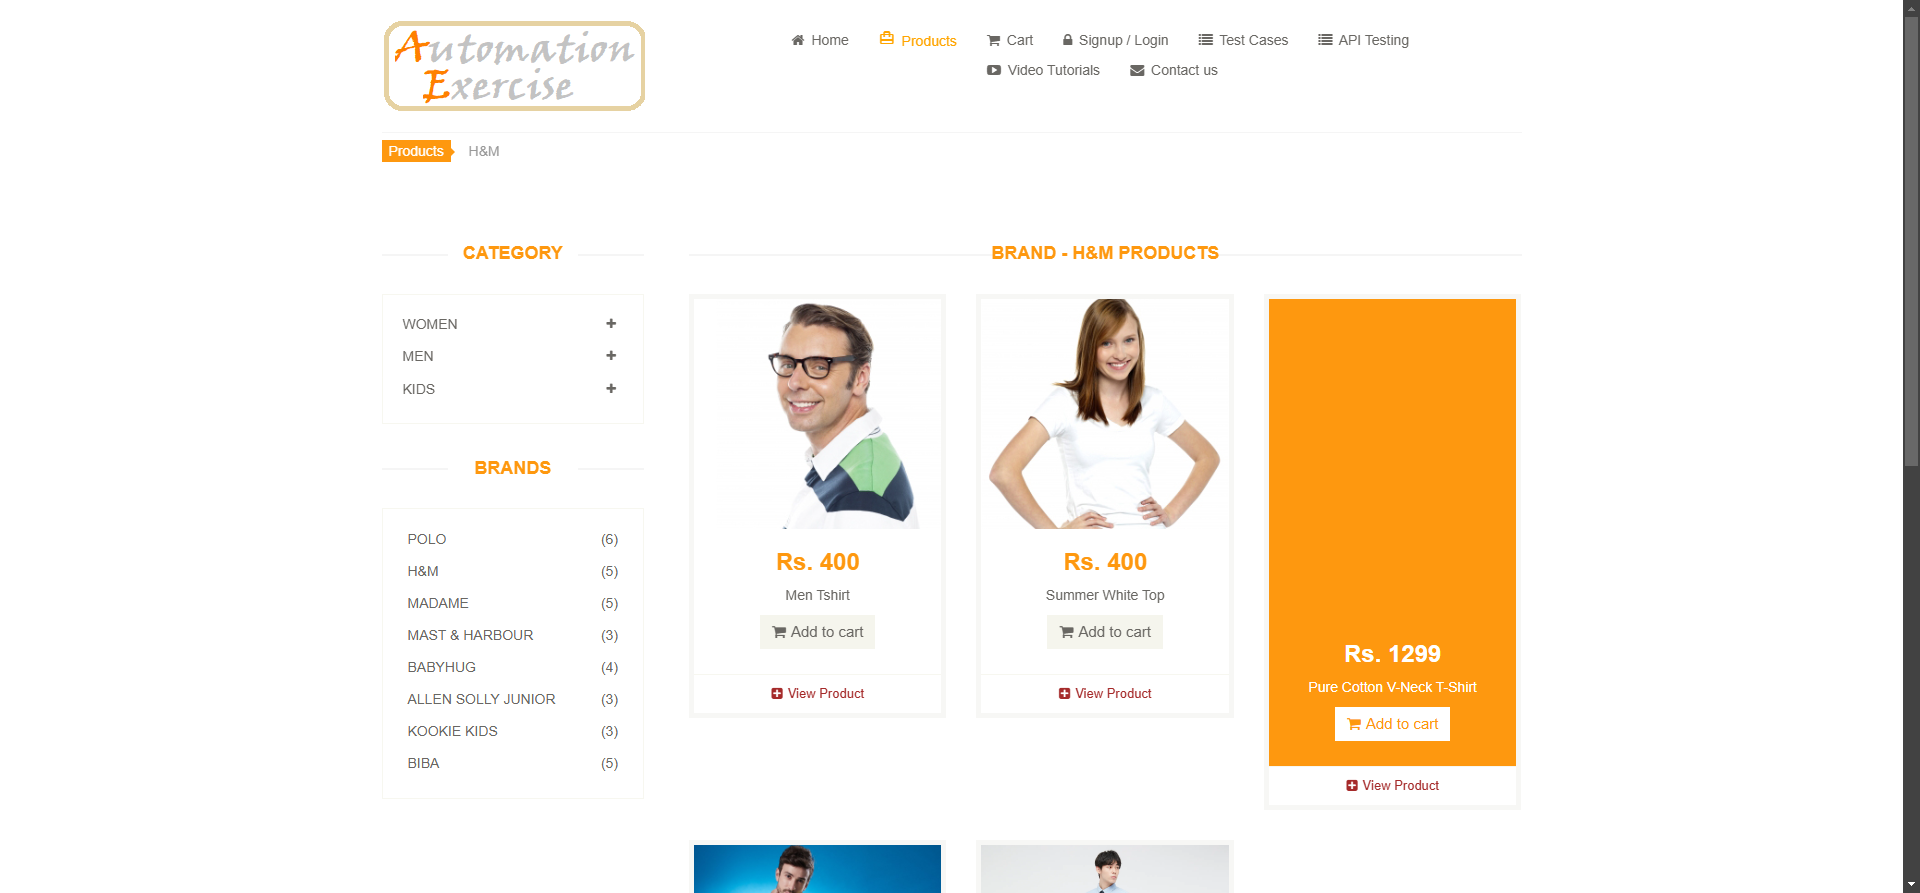 Automation
Exercise
Home
Products
Cart
Signup / Login
Test Cases
API Testing
Video Tutorials
Contact us
Products
H&M
CATEGORY
WOMEN
MEN
KIDS
BRANDS
POLO (6)
H&M (5)
MADAME (5)
MAST & HARBOUR (3)
BABYHUG (4)
ALLEN SOLLY JUNIOR (3)
KOOKIE KIDS (3)
BIBA (5)
BRAND - H&M PRODUCTS
Rs. 400
Men Tshirt
Add to cart
View Product
Rs. 400
Summer White Top
Add to cart
View Product
Rs. 1299
Pure Cotton V-Neck T-Shirt
Add to cart
View Product